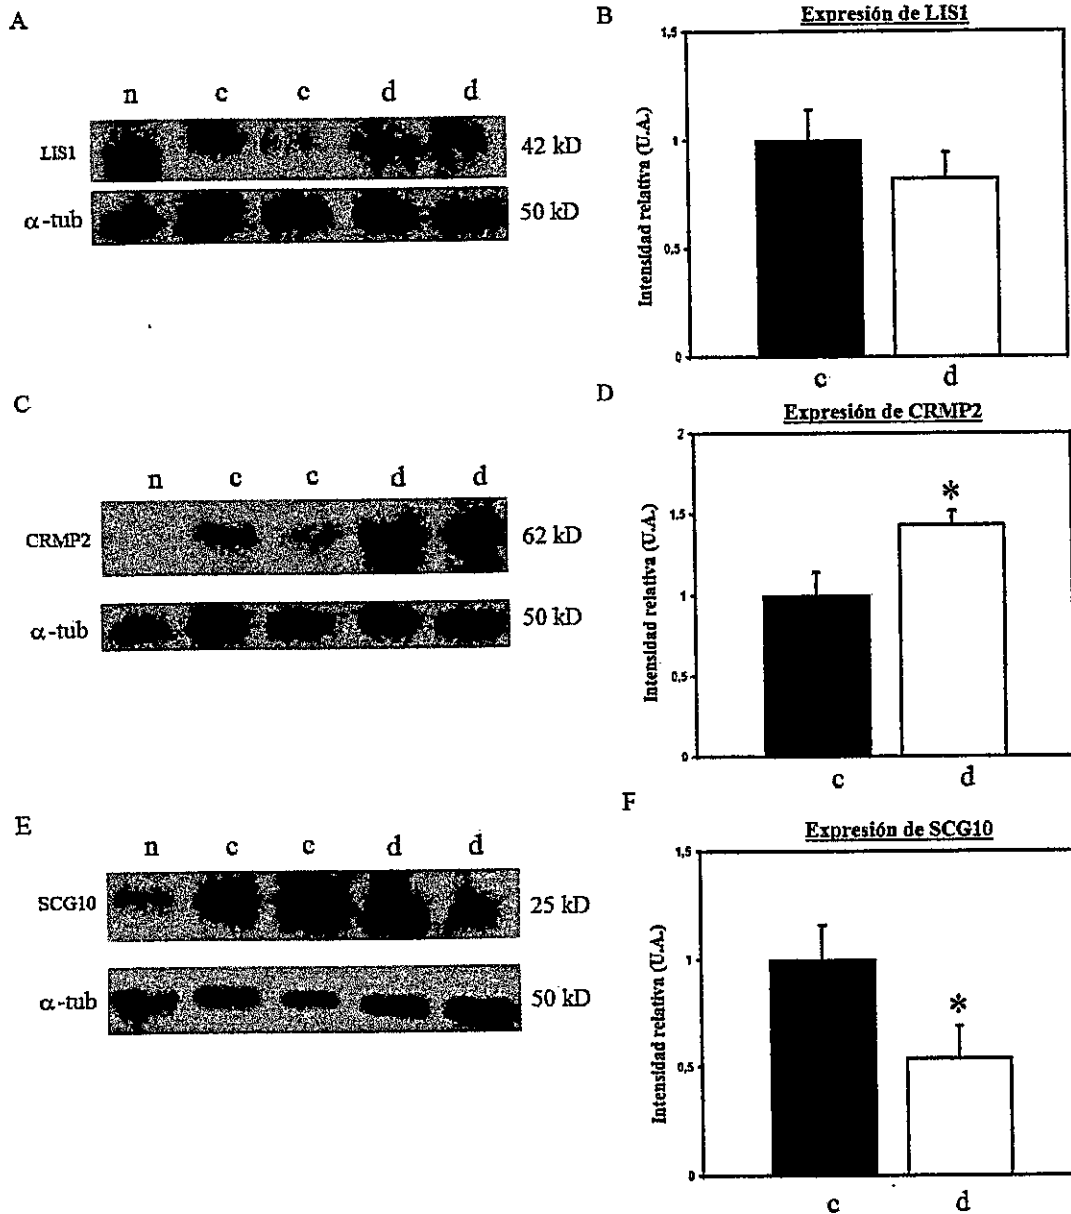 A
n c c d d
LIS1 42 kD
α-tub 50 kD
B
Expresión de LIS1
Intensidad relativa (U.A.)
1,5
1
0,5
0
c d
C
n c c d d
CRMP2 62 kD
α-tub 50 kD
D
Expresión de CRMP2
Intensidad relativa (U.A.)
2
1,5
1
0,5
0
*
c d
E
n c c d d
SCG10 25 kD
α-tub 50 kD
F
Expresión de SCG10
Intensidad relativa (U.A.)
1,5
1
0,5
0
*
c d